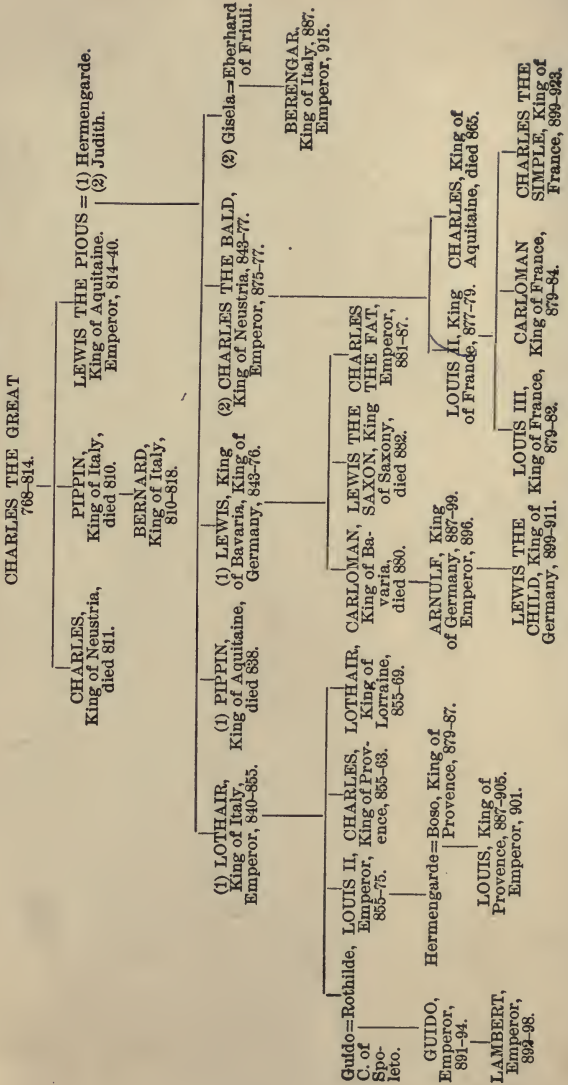 CHARLES THE GREAT
768–814.
CHARLES,
King of Neustria,
died 811.
PIPPIN,
King of Italy,
died 810.
BERNARD,
King of Italy,
810–818.
LEWIS THE PIOUS = (1) Hermengarde.
King of Aquitaine. (2) Judith.
Emperor, 814–40.
(1) LOTHAIR,
King of Italy,
Emperor, 840–855.
(1) PIPPIN,
King of Aquitaine,
died 838.
(1) LEWIS, King
of Bavaria, King of
Germany, 843–76.
(2) CHARLES THE BALD,
King of Neustria, 843–77.
Emperor, 875–77.
(2) Gisela=Eberhard
of Friuli.
BERENGAR,
King of Italy, 887.
Emperor, 915.
Guido=Rothilde,
C. of
Spo-
leto.
LOUIS II,
Emperor,
855–75.
CHARLES,
King of Prov-
ence, 855–63.
LOTHAIR,
King of
Lorraine,
855–69.
CARLOMAN,
King of Ba-
varia,
died 880.
LEWIS THE
SAXON, King
of Saxony,
died 882.
CHARLES
THE FAT,
Emperor,
881–87.
LOUIS II, King
of France, 877–79.
CHARLES, King of
Aquitaine, died 865.
GUIDO,
Emperor,
891–94.
LAMBERT,
Emperor,
892–98.
Hermengarde=Boso, King of
Provence, 879–87.
LOUIS, King of
Provence, 887–905.
Emperor, 901.
ARNULF, King
of Germany, 887–99.
Emperor, 896.
LEWIS THE
CHILD, King of
Germany, 899–911.
LOUIS III,
King of France,
879–82.
CARLOMAN
King of France,
879–84.
CHARLES THE
SIMPLE, King of
France, 899–923.